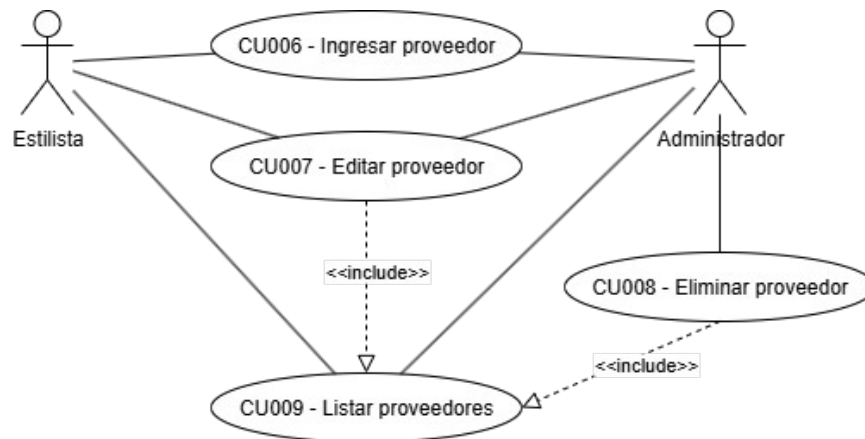 CU006 - Ingresar proveedor
Estilista
Administrador
CU007 - Editar proveedor
<<include>>
CU008 - Eliminar proveedor
<<include>>
CU009 - Listar proveedores